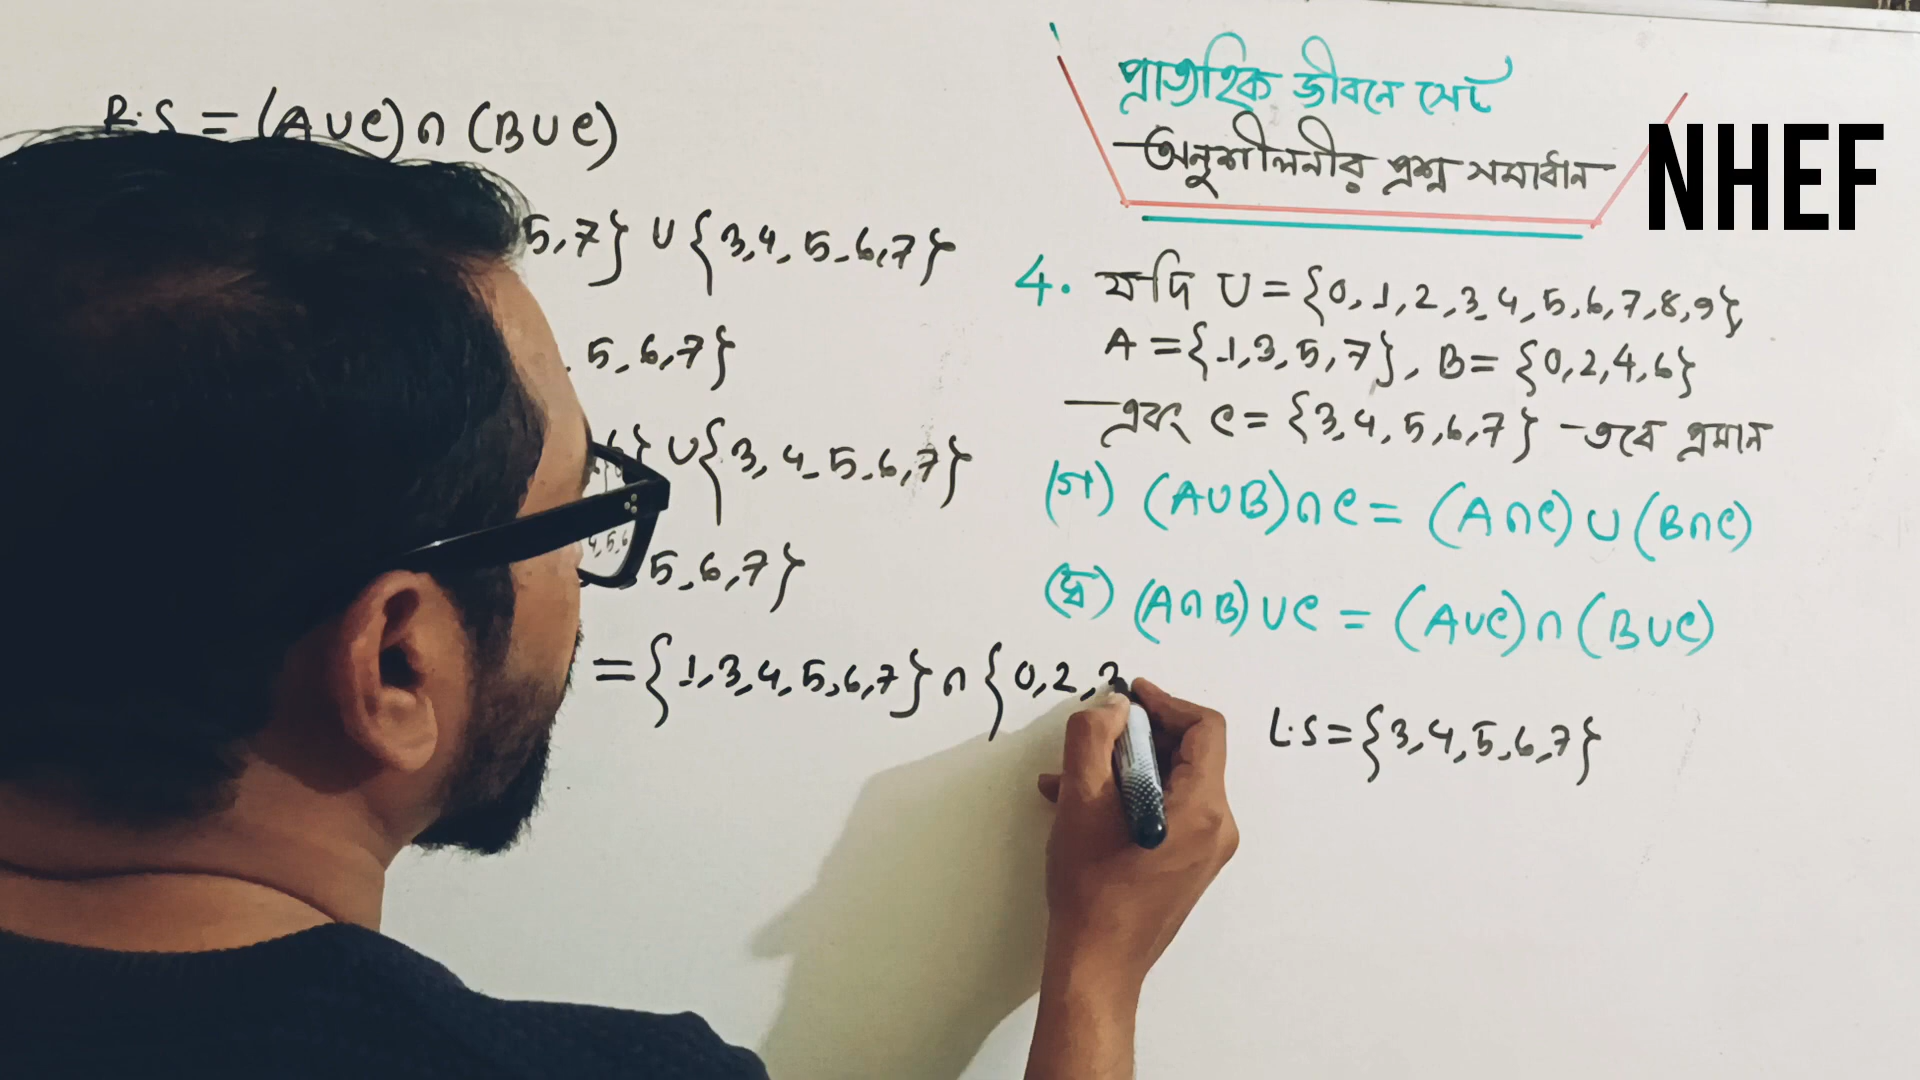 R.S = (A∪C)∩(B∪C)
5,7} ∪ {3,4,5,6,7}
5,6,7}
6} ∪ {3,4,5,6,7}
5,6,7}
= {1,3,4,5,6,7} ∩ {0,2,3
প্রাত্যহিক জীবনে সেট
অনুশীলনীর প্রশ্ন সমাধান
NHEF
4. যদি U = {0,1,2,3,4,5,6,7,8,9},
A = {1,3,5,7}, B = {0,2,4,6}
এবং C = {3,4,5,6,7} তবে প্রমান
(গ) (A∪B)∩C = (A∩C)∪(B∩C)
(ঘ) (A∩B)∪C = (A∪C)∩(B∪C)
L.S = {3,4,5,6,7}